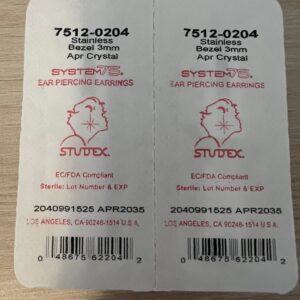 7512-0204 7512-0204
Stainless Stainless
Bezel 3mm Bezel 3mm
Apr Crystal Apr Crystal
SYSTEM75. SYSTEM75.
EAR PIERCING EARRINGS EAR PIERCING EARRINGS
STUDEX. STUDEX.
EC/FDA Compliant EC/FDA Compliant
Sterile: Lot Number & EXP Sterile: Lot Number & EXP
2040991525 APR2035 2040991525 APR2035
LOS ANGELES, CA 90248-1514 U.S.A. LOS ANGELES, CA 90248-1514 U.S.A.
0 48675 62204 2 0 48675 62204 2